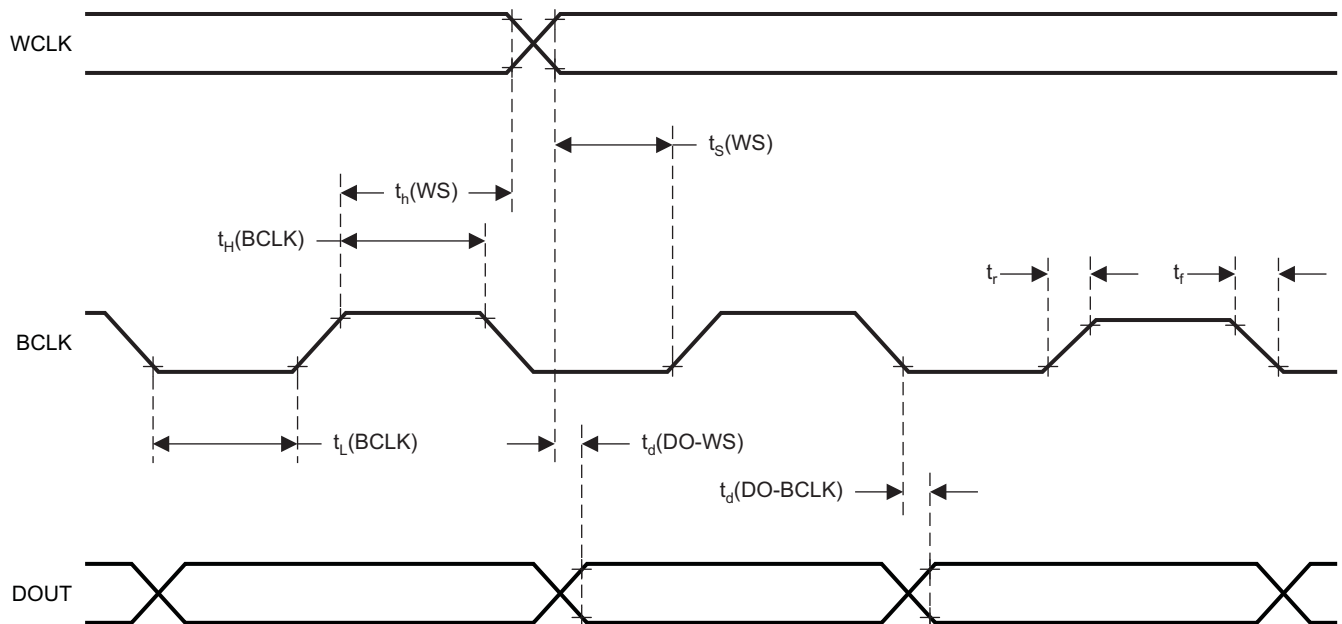 WCLK
tS(WS)
th(WS)
tH(BCLK)
tr
tf
BCLK
tL(BCLK)
td(DO-WS)
td(DO-BCLK)
DOUT